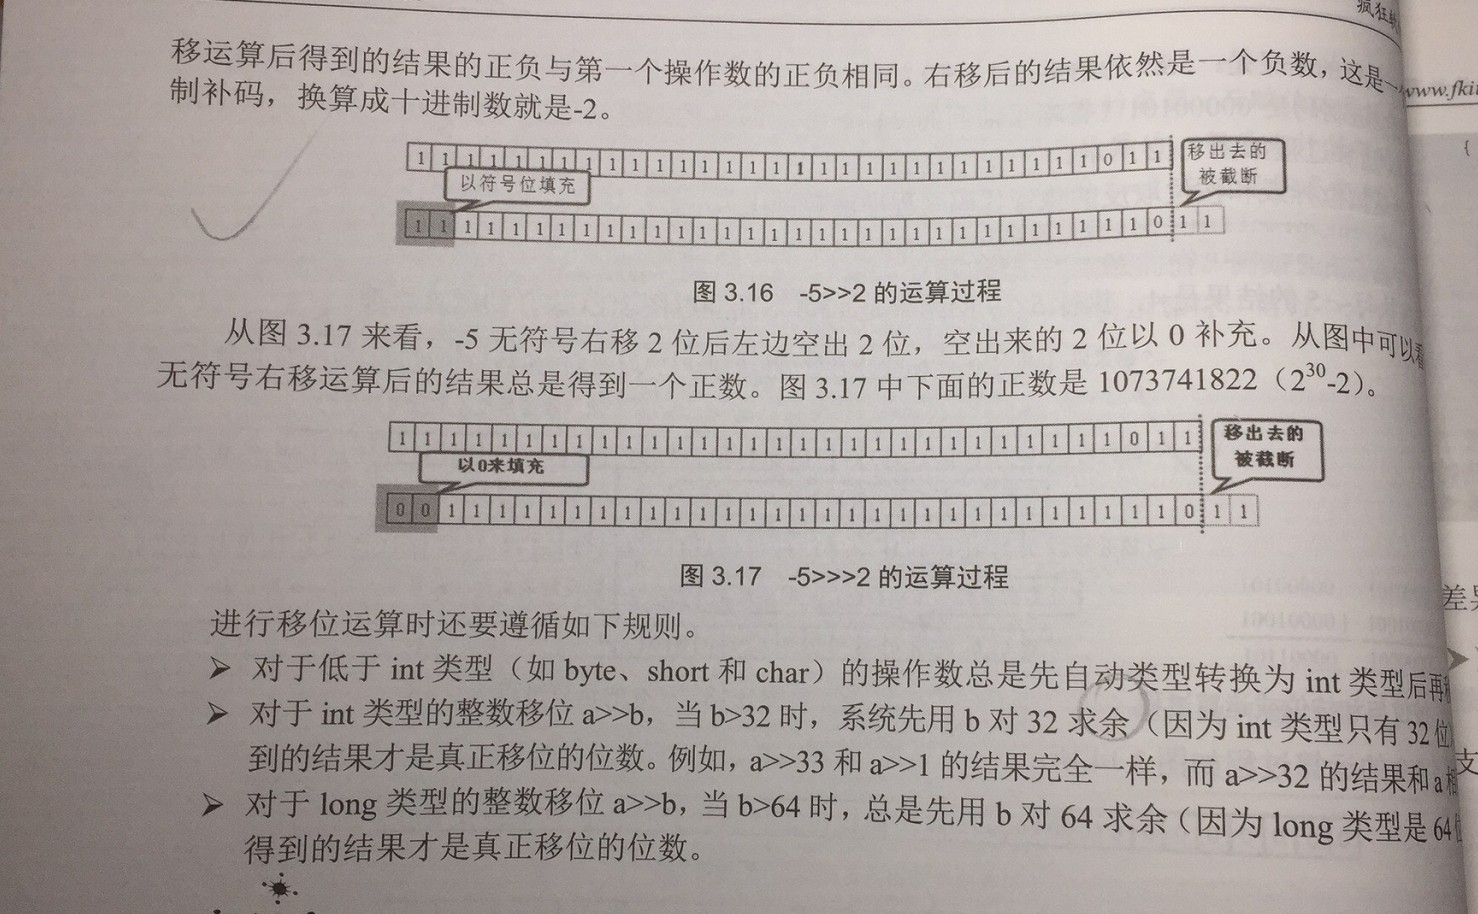 疯狂软
移运算后得到的结果的正负与第一个操作数的正负相同。右移后的结果依然是一个负数，这是一
www.fkit
制补码，换算成十进制数就是-2。
{
1 1 1 1 1 1 1 1 1 1 1 1 1 1 1 1 1 1 1 1 1 1 1 1 1 1 1 1 1 0 1 1
移出去的
被截断
以符号位填充
1 1 1 1 1 1 1 1 1 1 1 1 1 1 1 1 1 1 1 1 1 1 1 1 1 1 1 1 1 1 1 0 1 1
图 3.16 -5>>2 的运算过程
从图 3.17 来看，-5 无符号右移 2 位后左边空出 2 位，空出来的 2 位以 0 补充。从图中可以看
无符号右移运算后的结果总是得到一个正数。图 3.17 中下面的正数是 1073741822（2³⁰-2）。
1 1 1 1 1 1 1 1 1 1 1 1 1 1 1 1 1 1 1 1 1 1 1 1 1 1 1 1 1 0 1 1
移出去的
被截断
以0来填充
0 0 1 1 1 1 1 1 1 1 1 1 1 1 1 1 1 1 1 1 1 1 1 1 1 1 1 1 1 1 1 0 1 1
图 3.17 -5>>>2 的运算过程
差异
进行移位运算时还要遵循如下规则。
➢ 对于低于 int 类型（如 byte、short 和 char）的操作数总是先自动类型转换为 int 类型后再移
➢ 对于 int 类型的整数移位 a>>b，当 b>32 时，系统先用 b 对 32 求余（因为 int 类型只有 32 位）
到的结果才是真正移位的位数。例如，a>>33 和 a>>1 的结果完全一样，而 a>>32 的结果和 a 相
支
➢ 对于 long 类型的整数移位 a>>b，当 b>64 时，总是先用 b 对 64 求余（因为 long 类型是 64 位
得到的结果才是真正移位的位数。